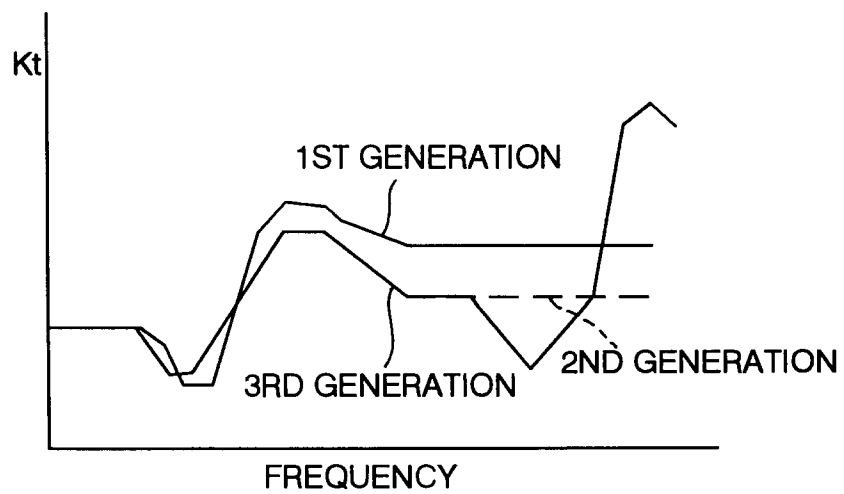 Kt
1ST GENERATION
2ND GENERATION
3RD GENERATION
FREQUENCY